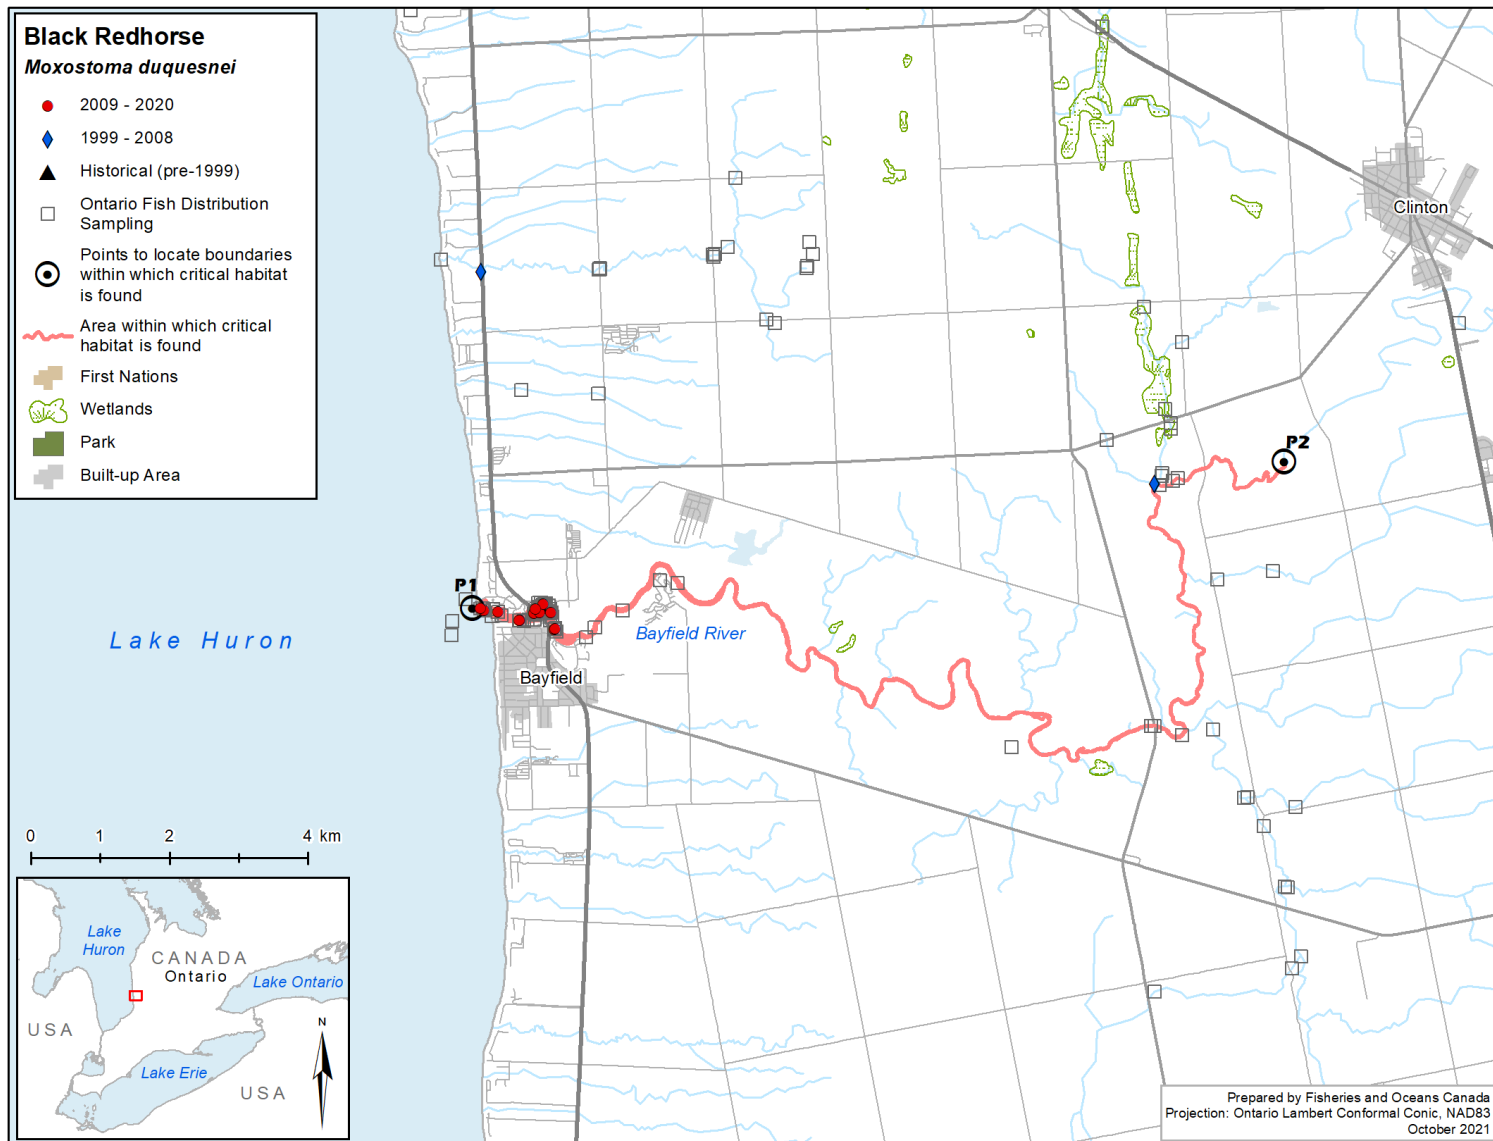 Black Redhorse
Moxostoma duquesnei
2009 - 2020
1999 - 2008
Historical (pre-1999)
Ontario Fish Distribution
Sampling
Points to locate boundaries
within which critical habitat
is found
Area within which critical
habitat is found
First Nations
Wetlands
Park
Built-up Area
Clinton
P2
P1
Lake Huron
Bayfield River
Bayfield
0 1 2 4 km
Lake
Huron
CANADA
Ontario
Lake Ontario
USA
N
Lake Erie
USA
Prepared by Fisheries and Oceans Canada
Projection: Ontario Lambert Conformal Conic, NAD83
October 2021